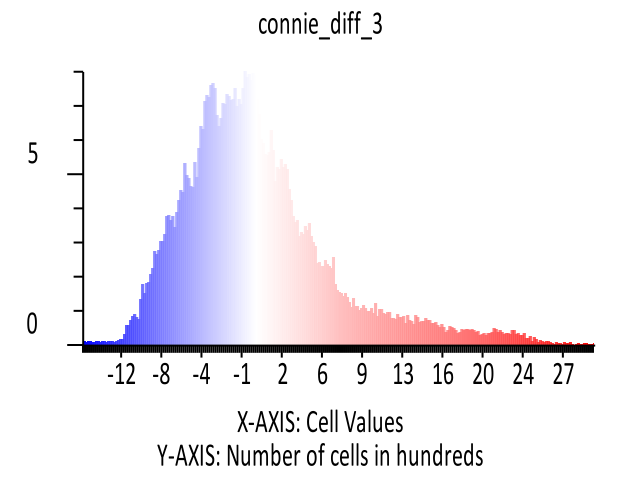 connie_diff_3
5
0
-12 -8 -4 -1 2 6 9 13 16 20 24 27
X-AXIS: Cell Values
Y-AXIS: Number of cells in hundreds